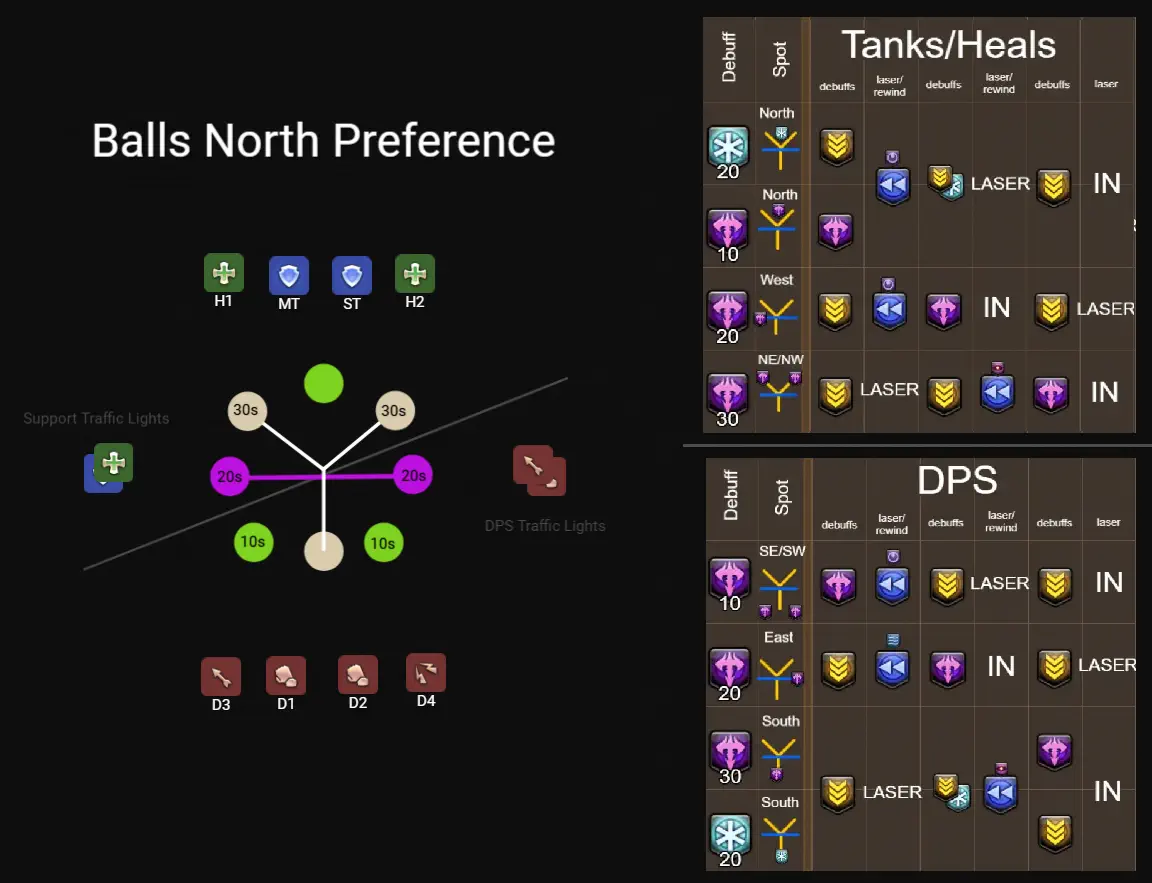 Balls North Preference
H1
MT
ST
H2
30s
30s
Support Traffic Lights
20s
20s
DPS Traffic Lights
10s
10s
D3
D1
D2
D4
Tanks/Heals
Debuff
Spot
debuffs
laser/
rewind
debuffs
laser/
rewind
debuffs
laser
North
20
North
10
LASER
IN
West
20
IN
LASER
NE/NW
30
LASER
IN
DPS
Debuff
Spot
debuffs
laser/
rewind
debuffs
laser/
rewind
debuffs
laser
SE/SW
10
LASER
IN
East
20
IN
LASER
South
30
South
20
LASER
IN